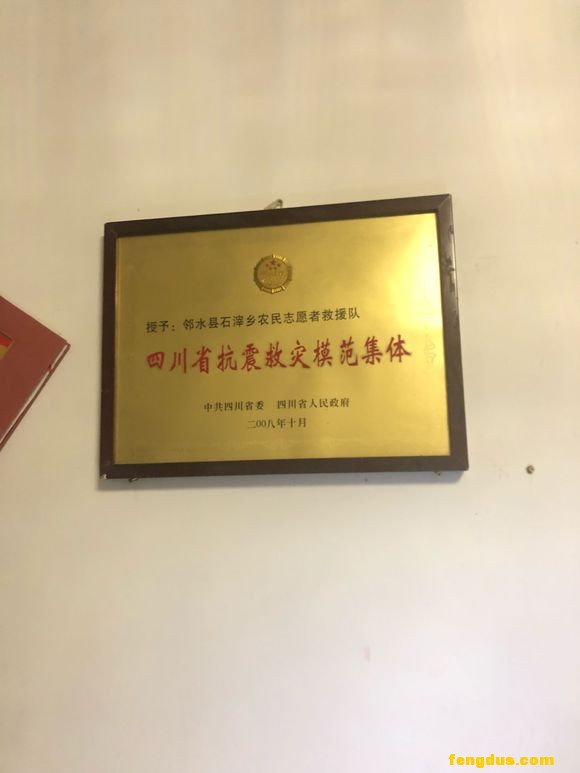 授予：邻水县石滓乡农民志愿者救援队
四川省抗震救灾模范集体
中共四川省委 四川省人民政府
二00八年十月
fengdus.com